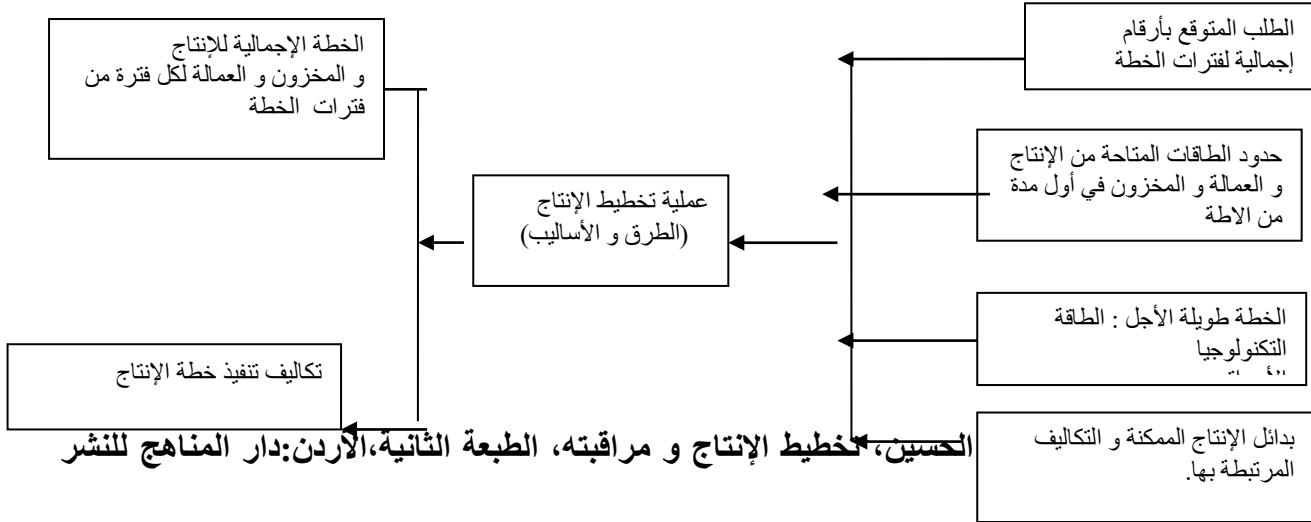 الطلب المتوقع بأرقام
إجمالية لفترات الخطة
حدود الطاقات المتاحة من الإنتاج
و العمالة و المخزون في أول مدة
من الاطة
الخطة طويلة الأجل : الطاقة
التكنولوجيا
بدائل الإنتاج الممكنة و التكاليف
المرتبطة بها.
عملية تخطيط الإنتاج
(الطرق و الأساليب)
الخطة الإجمالية للإنتاج
و المخزون و العمالة لكل فترة من
فترات الخطة
تكاليف تنفيذ خطة الإنتاج
الحسين، تخطيط الإنتاج و مراقبته، الطبعة الثانية،الأردن:دار المناهج للنشر